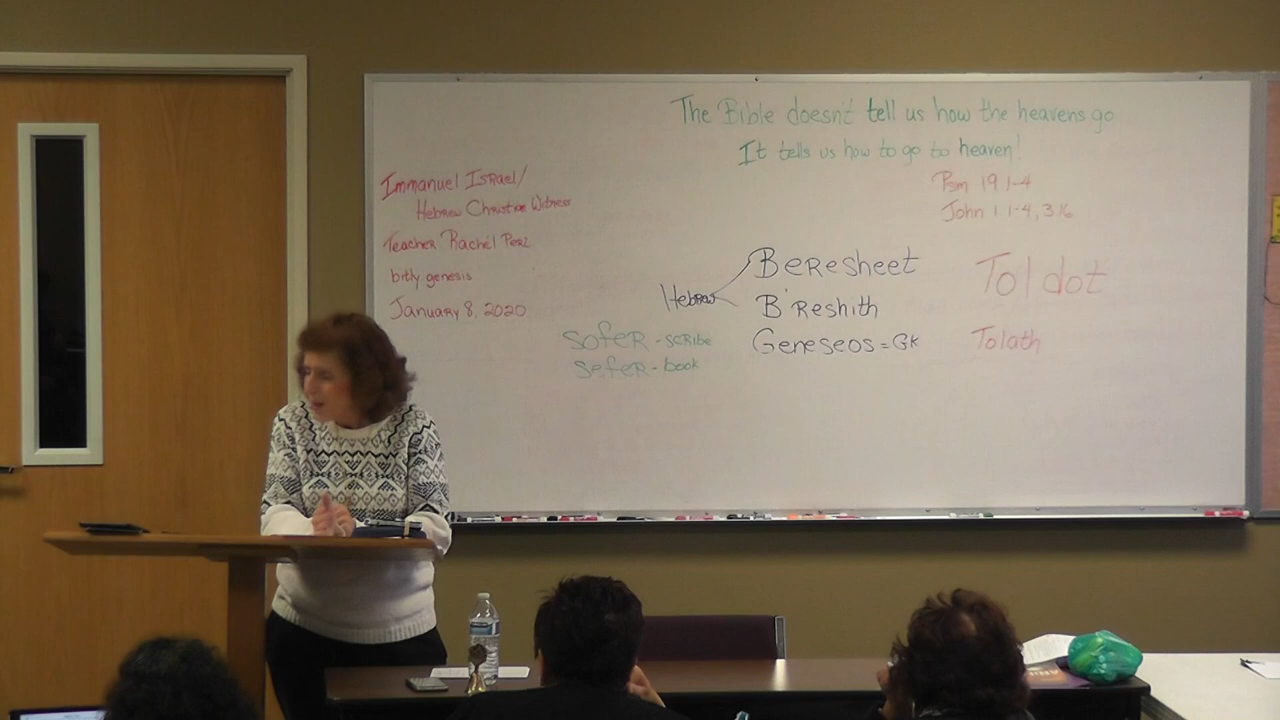 The Bible doesn't tell us how the heavens go
It tells us how to go to heaven!
Psm 19.1-4
John 1 1-4, 3.16
Immanuel Israel/
Hebrew Christian Witness
Teacher Rachel
bitly genesis
January 8, 2020
Hebrew
Beresheet
B'Reshith
Geneseos = GK
Sofer - scribe
Sefer - book
Toldot
Tolath